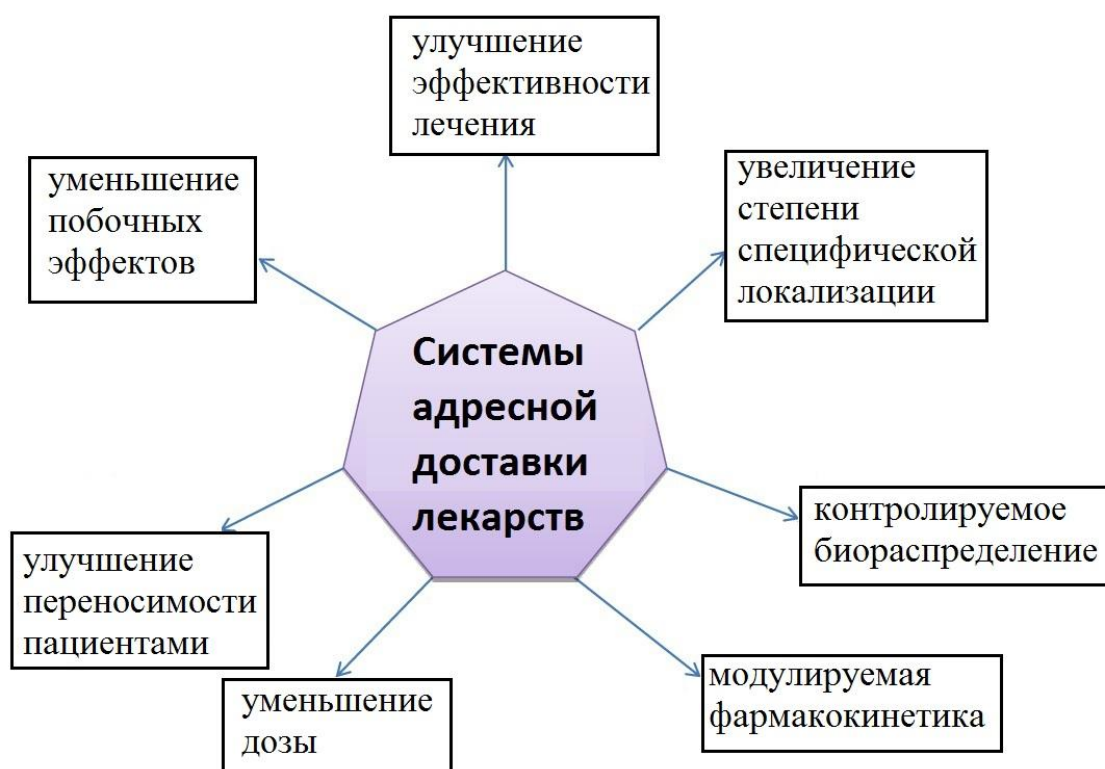 улучшение
эффективности
лечения
уменьшение
побочных
эффектов
увеличение
степени
специфической
локализации
Системы
адресной
доставки
лекарств
контролируемое
биораспределение
улучшение
переносимости
пациентами
уменьшение
дозы
модулируемая
фармакокинетика